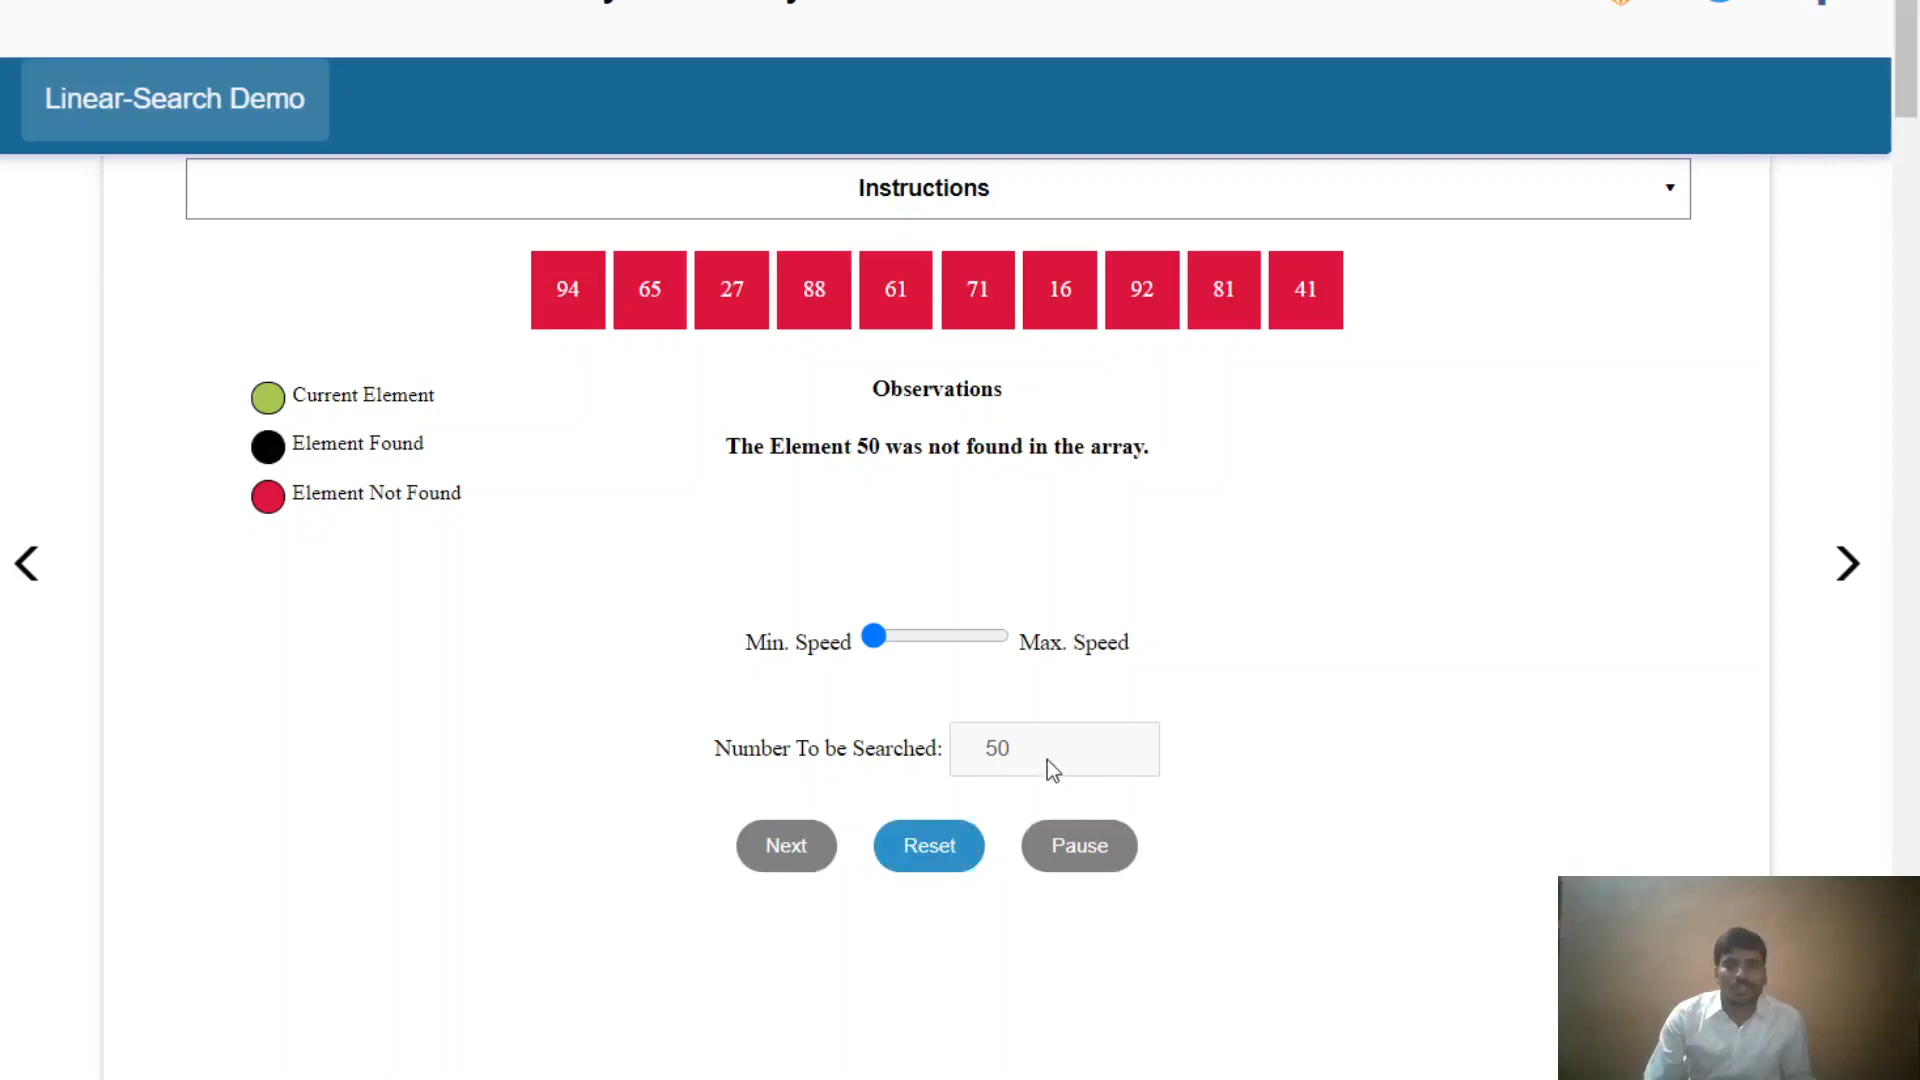 Linear-Search Demo
Instructions
94 65 27 88 61 71 16 92 81 41
Current Element
Element Found
Element Not Found
Observations
The Element 50 was not found in the array.
Min. Speed Max. Speed
Number To be Searched: 50
Next Reset Pause